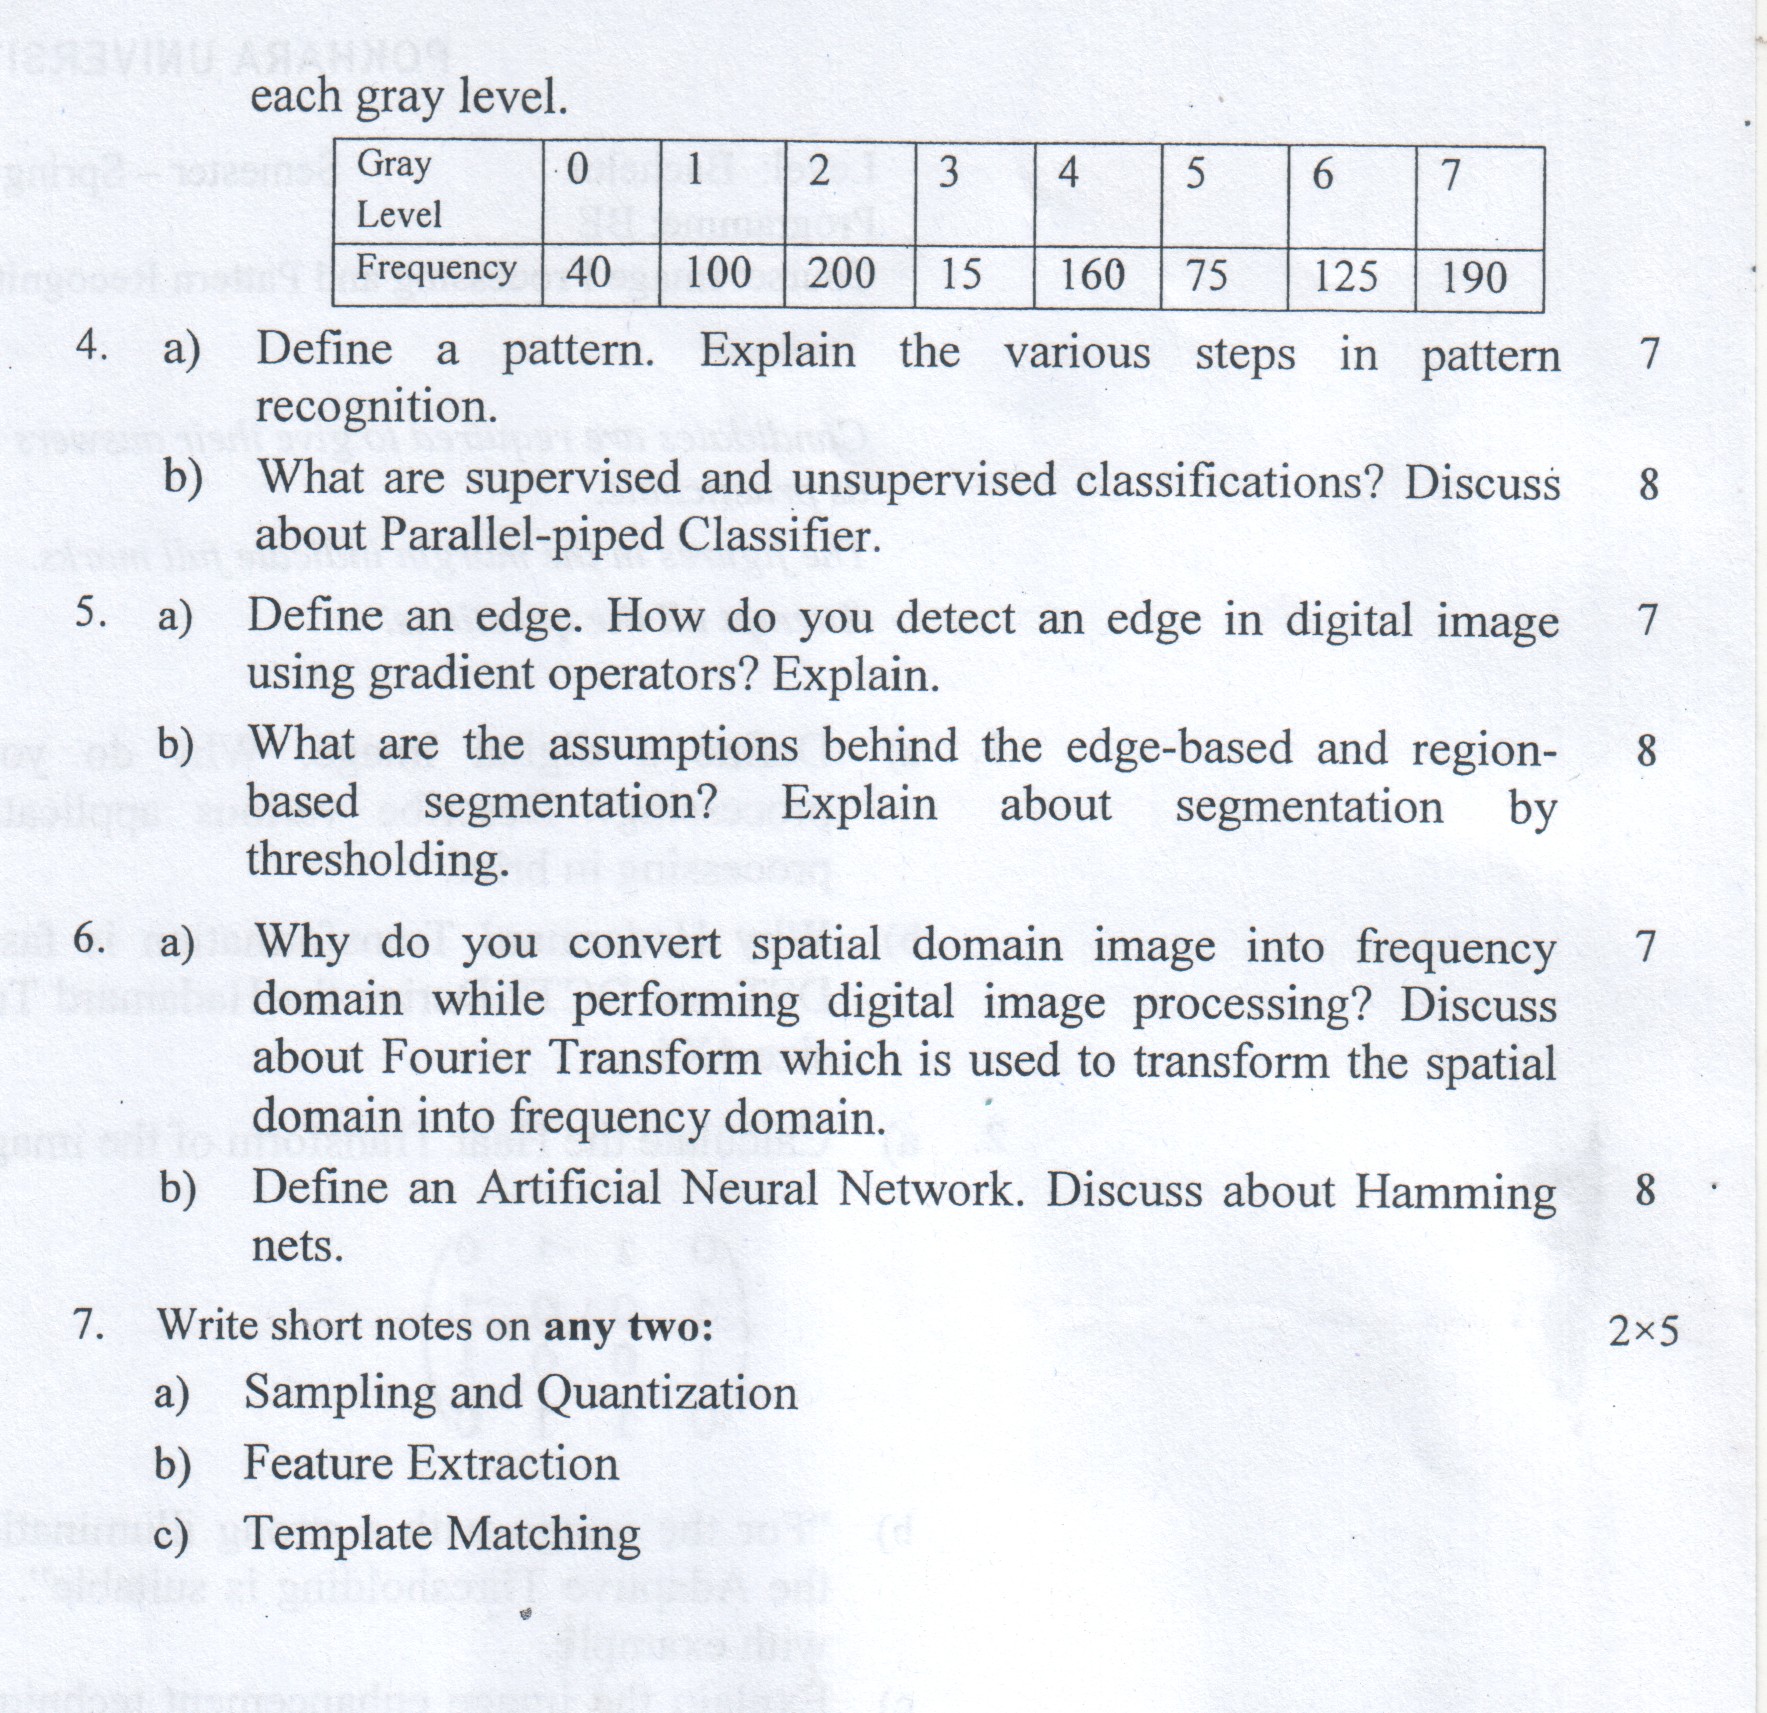 each gray level.
Gray Level 0 1 2 3 4 5 6 7
Frequency 40 100 200 15 160 75 125 190
4. a) Define a pattern. Explain the various steps in pattern 7
recognition.
b) What are supervised and unsupervised classifications? Discuss 8
about Parallel-piped Classifier.
5. a) Define an edge. How do you detect an edge in digital image 7
using gradient operators? Explain.
b) What are the assumptions behind the edge-based and region- 8
based segmentation? Explain about segmentation by
thresholding.
6. a) Why do you convert spatial domain image into frequency 7
domain while performing digital image processing? Discuss
about Fourier Transform which is used to transform the spatial
domain into frequency domain.
b) Define an Artificial Neural Network. Discuss about Hamming 8
nets.
7. Write short notes on any two: 2×5
a) Sampling and Quantization
b) Feature Extraction
c) Template Matching